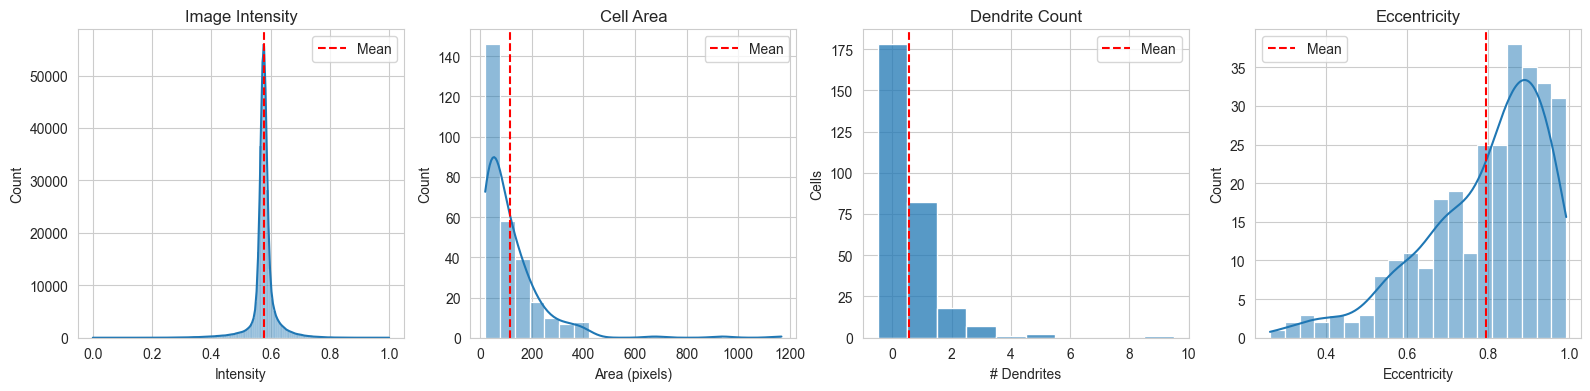 Image Intensity
Mean
Count
50000
40000
30000
20000
10000
0
0.0 0.2 0.4 0.6 0.8 1.0
Intensity
Cell Area
Mean
Count
140
120
100
80
60
40
20
0
0 200 400 600 800 1000 1200
Area (pixels)
Dendrite Count
Mean
Cells
175
150
125
100
75
50
25
0
0 2 4 6 8 10
# Dendrites
Eccentricity
Mean
Count
35
30
25
20
15
10
5
0
0.4 0.6 0.8 1.0
Eccentricity